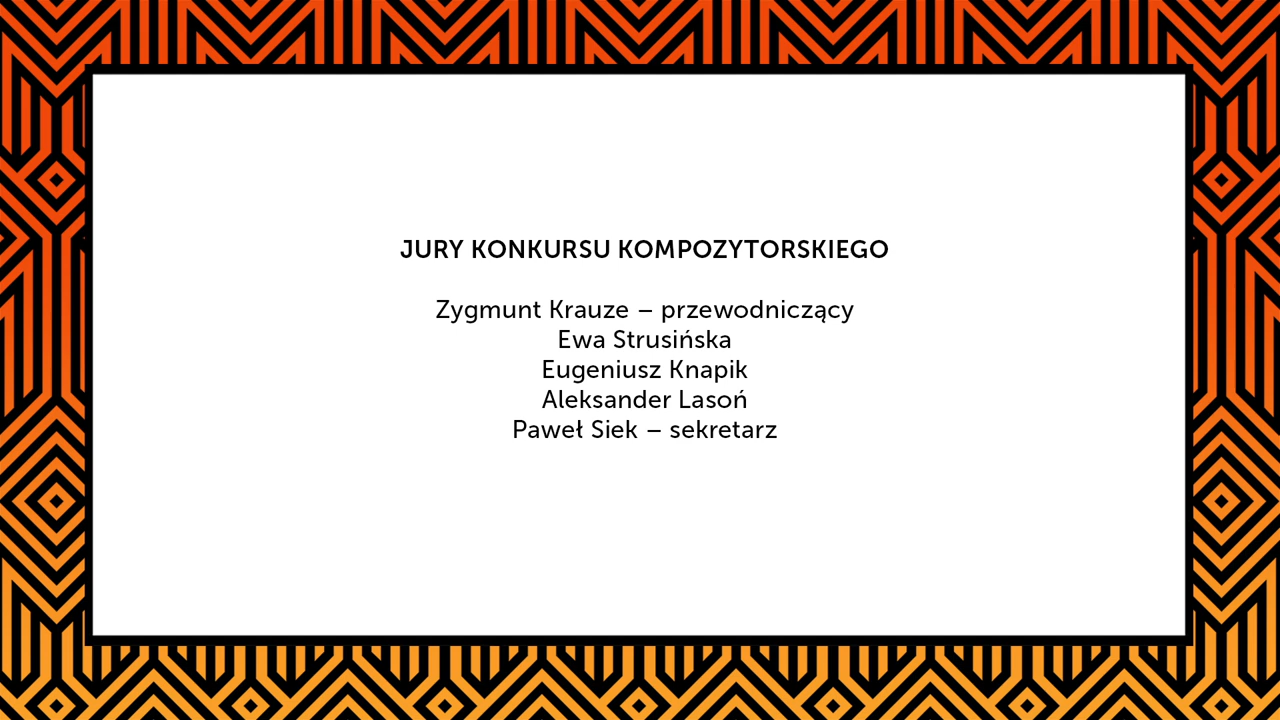 JURY KONKURSU KOMPOZYTORSKIEGO
Zygmunt Krauze – przewodniczący
Ewa Strusińska
Eugeniusz Knapik
Aleksander Lasoń
Paweł Siek – sekretarz